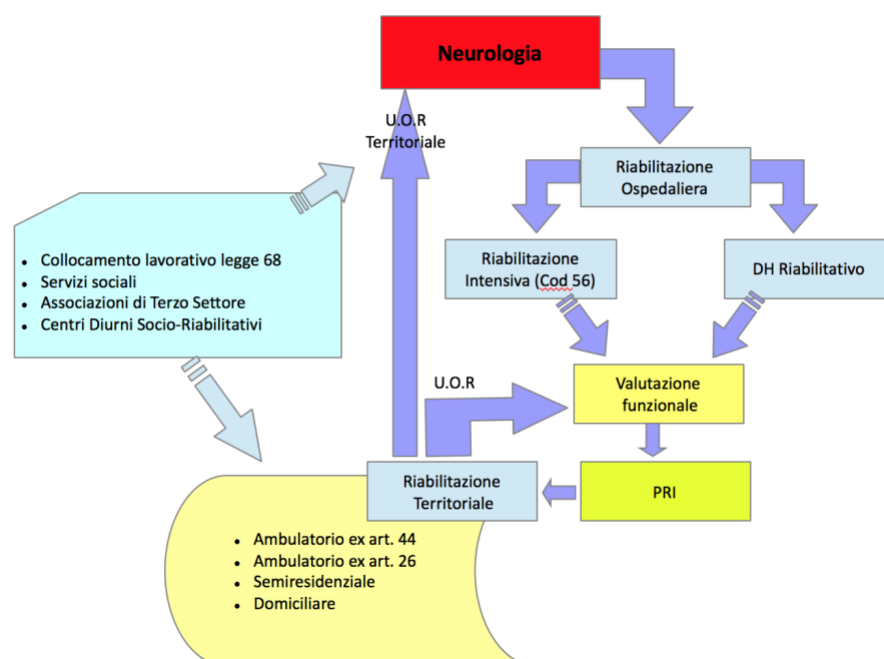 Neurologia
U.O.R
Territoriale
Riabilitazione
Ospedaliera
Riabilitazione
Intensiva (Cod 56)
DH Riabilitativo
• Collocamento lavorativo legge 68
• Servizi sociali
• Associazioni di Terzo Settore
• Centri Diurni Socio-Riabilitativi
U.O.R
Valutazione
funzionale
Riabilitazione
Territoriale
PRI
• Ambulatorio ex art. 44
• Ambulatorio ex art. 26
• Semiresidenziale
• Domiciliare